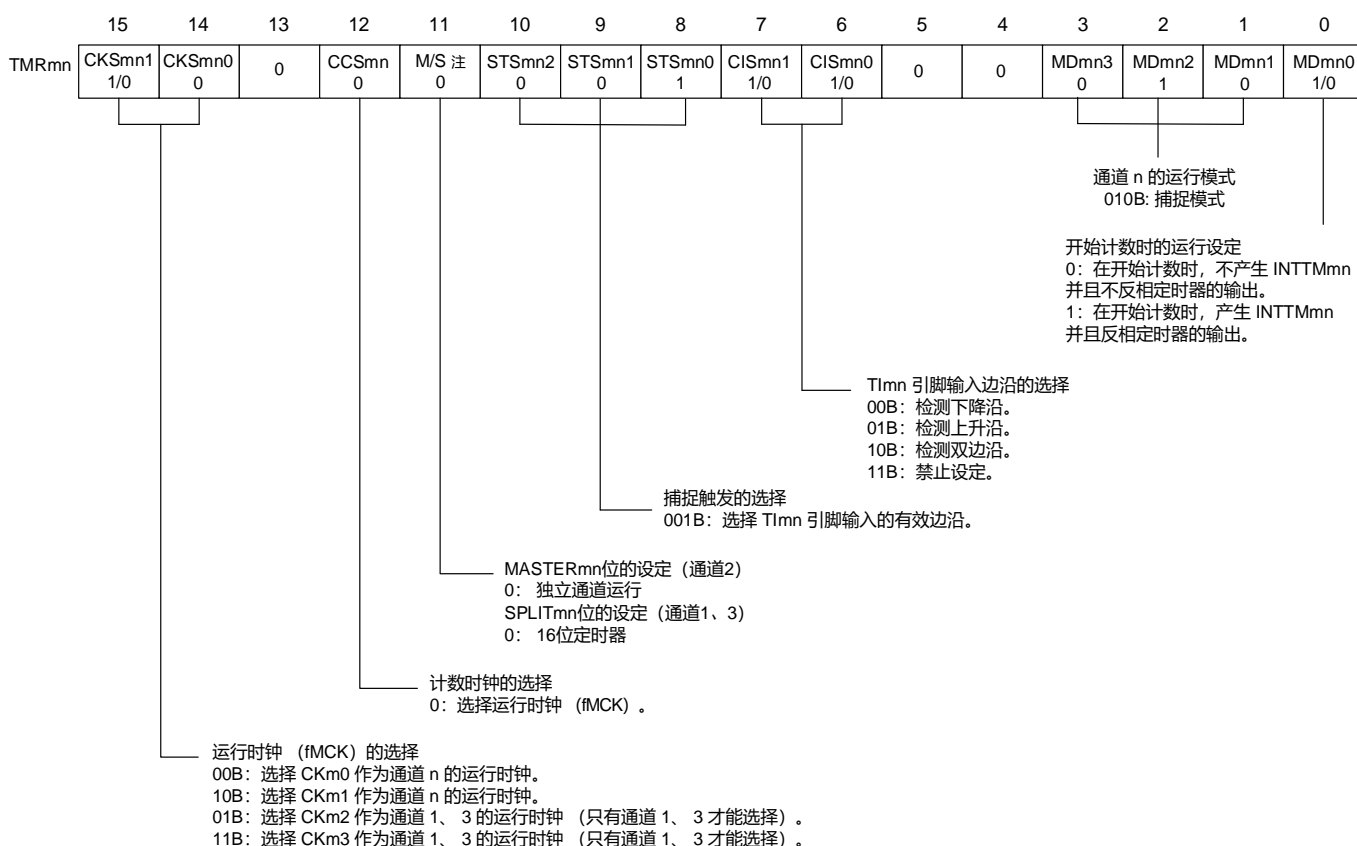 15 14 13 12 11 10 9 8 7 6 5 4 3 2 1 0
TMRmn CKSmn1 CKSmn0 0 CCSmn M/S 注 STSmn2 STSmn1 STSmn0 CISmn1 CISmn0 0 0 MDmn3 MDmn2 MDmn1 MDmn0
1/0 0 0 0 0 0 1 1/0 1/0 0 1 0 1/0
通道 n 的运行模式
010B: 捕捉模式
开始计数时的运行设定
0：在开始计数时，不产生 INTTMmn
并且不反相定时器的输出。
1：在开始计数时，产生 INTTMmn
并且反相定时器的输出。
TImn 引脚输入边沿的选择
00B：检测下降沿。
01B：检测上升沿。
10B：检测双边沿。
11B：禁止设定。
捕捉触发的选择
001B：选择 TImn 引脚输入的有效边沿。
MASTERmn位的设定（通道2）
0： 独立通道运行
SPLITmn位的设定（通道1、3）
0： 16位定时器
计数时钟的选择
0：选择运行时钟 （fMCK）。
运行时钟 （fMCK）的选择
00B：选择 CKm0 作为通道 n 的运行时钟。
10B：选择 CKm1 作为通道 n 的运行时钟。
01B：选择 CKm2 作为通道 1、 3 的运行时钟 （只有通道 1、 3 才能选择）。
11B：选择 CKm3 作为通道 1、 3 的运行时钟 （只有通道 1、 3 才能选择）。